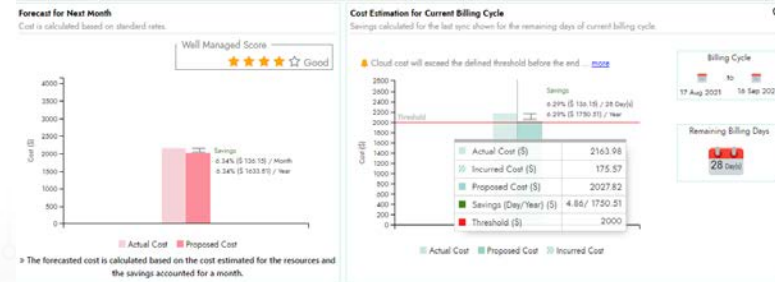 Forecast for Next Month
Cost is calculated based on standard rates.
Well Managed Score
Good
4000
3500
3000
2500
2000
1500
1000
500
Cost ($)
Savings
6.34% ($ 136.15) / Month
6.34% ($ 1633.81) / Year
Actual Cost Proposed Cost
» The forecasted cost is calculated based on the cost estimated for the resources and
the savings accounted for a month.
Cost Estimation for Current Billing Cycle
Savings calculated for the last sync shown for the remaining days of current billing cycle.
Cloud cost will exceed the defined threshold before the end ... more
2800
2600
2400
2200
2000
1800
1600
1400
1200
1000
800
600
400
200
0
Cost ($)
Threshold
Savings
6.29% ($ 136.15) / 28 Day(s)
6.29% ($ 1750.51) / Year
Actual Cost ($) 2163.98
Incurred Cost ($) 175.57
Proposed Cost ($) 2027.82
Savings (Day/Year) ($) 4.86/ 1750.51
Threshold ($) 2000
Actual Cost Proposed Cost Incurred Cost
Billing Cycle
to
17 Aug 2021 16 Sep 202
Remaining Billing Days
28 Day(s)